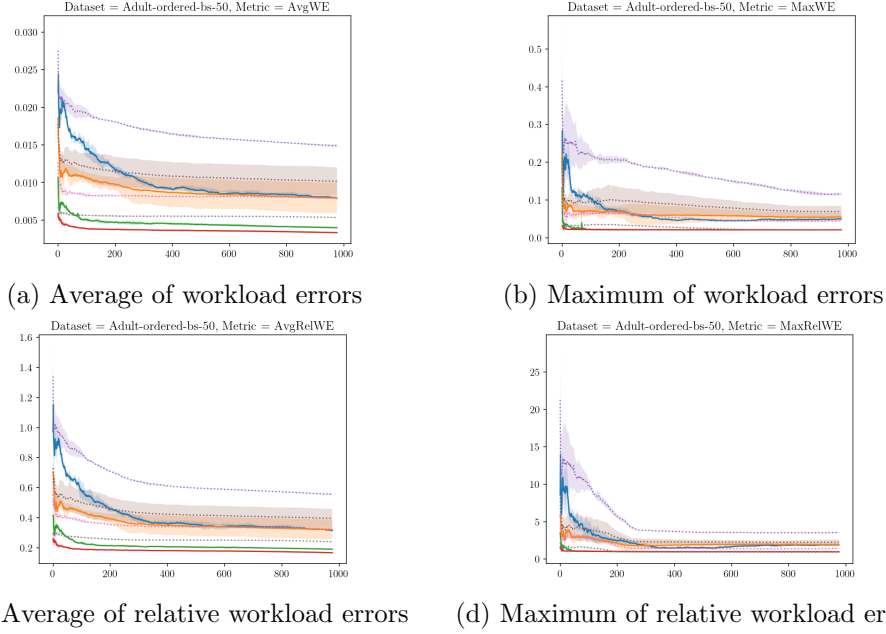 Dataset = Adult-ordered-bs-50, Metric = AvgWE
0.030
0.025
0.020
0.015
0.010
0.005
0 200 400 600 800 1000
(a) Average of workload errors
Dataset = Adult-ordered-bs-50, Metric = MaxWE
0.5
0.4
0.3
0.2
0.1
0.0
0 200 400 600 800 1000
(b) Maximum of workload errors
Dataset = Adult-ordered-bs-50, Metric = AvgRelWE
1.6
1.4
1.2
1.0
0.8
0.6
0.4
0.2
0 200 400 600 800 1000
Average of relative workload errors
Dataset = Adult-ordered-bs-50, Metric = MaxRelWE
25
20
15
10
5
0
0 200 400 600 800 1000
(d) Maximum of relative workload er